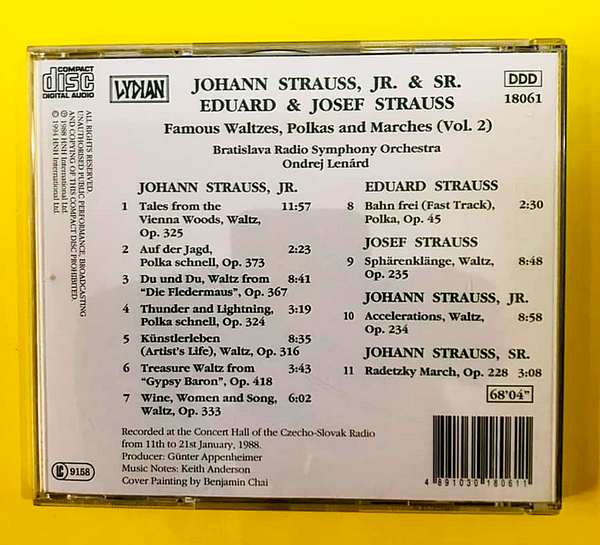 COMPACT
disc
DIGITAL AUDIO
LYDIAN
JOHANN STRAUSS, JR. & SR.
EDUARD & JOSEF STRAUSS
Famous Waltzes, Polkas and Marches (Vol. 2)
Bratislava Radio Symphony Orchestra
Ondrej Lenárd
DDD
18061
ALL RIGHTS RESERVED.
UNAUTHORISED PUBLIC PERFORMANCE, BROADCASTING
AND COPYING OF THIS COMPACT DISC PROHIBITED.
℗ 1988 HNH International Ltd.
© 1994 HNH International Ltd.
JOHANN STRAUSS, JR.
1 Tales from the 11:57
Vienna Woods, Waltz,
Op. 325
2 Auf der Jagd, 2:23
Polka schnell, Op. 373
3 Du und Du, Waltz from 8:41
"Die Fledermaus", Op. 367
4 Thunder and Lightning, 3:19
Polka schnell, Op. 324
5 Künstlerleben 8:35
(Artist's Life), Waltz, Op. 316
6 Treasure Waltz from 3:43
"Gypsy Baron", Op. 418
7 Wine, Women and Song, 6:02
Waltz, Op. 333
EDUARD STRAUSS
8 Bahn frei (Fast Track), 2:30
Polka, Op. 45
JOSEF STRAUSS
9 Sphärenklänge, Waltz, 8:48
Op. 235
JOHANN STRAUSS, JR.
10 Accelerations, Waltz, 8:58
Op. 234
JOHANN STRAUSS, SR.
11 Radetzky March, Op. 228 3:08
68'04"
Recorded at the Concert Hall of the Czecho-Slovak Radio
from 11th to 21st January, 1988.
Producer: Günter Appenheimer
Music Notes: Keith Anderson
Cover Painting by Benjamin Chai
LC 9158
4 891030 180611